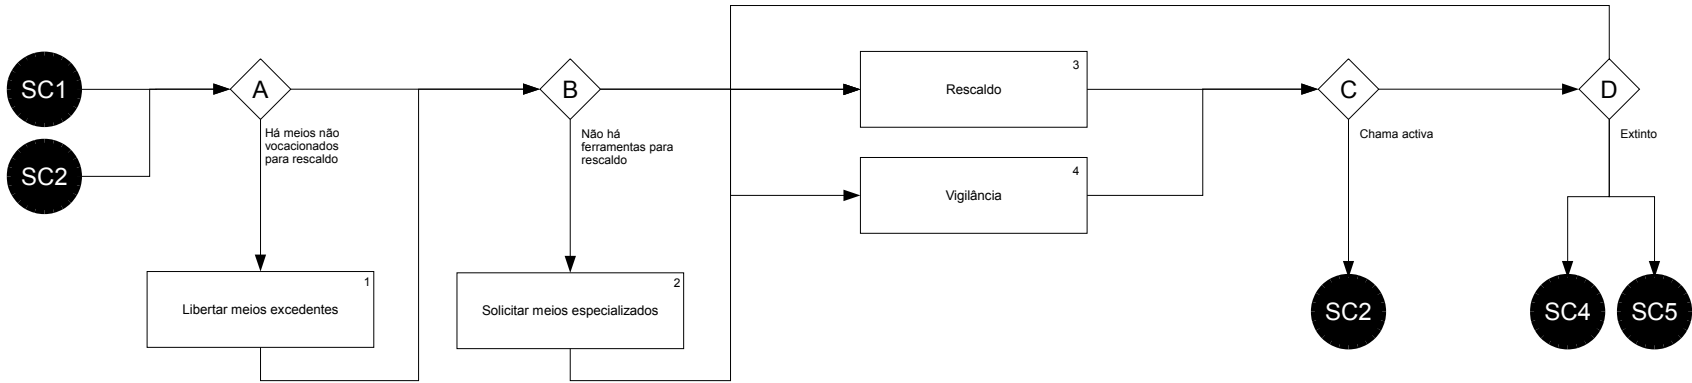 SC1
SC2
A
Há meios não
vocacionados
para rescaldo
1
Libertar meios excedentes
B
Não há
ferramentas para
rescaldo
2
Solicitar meios especializados
3
Rescaldo
4
Vigilância
C
Chama activa
SC2
D
Extinto
SC4
SC5